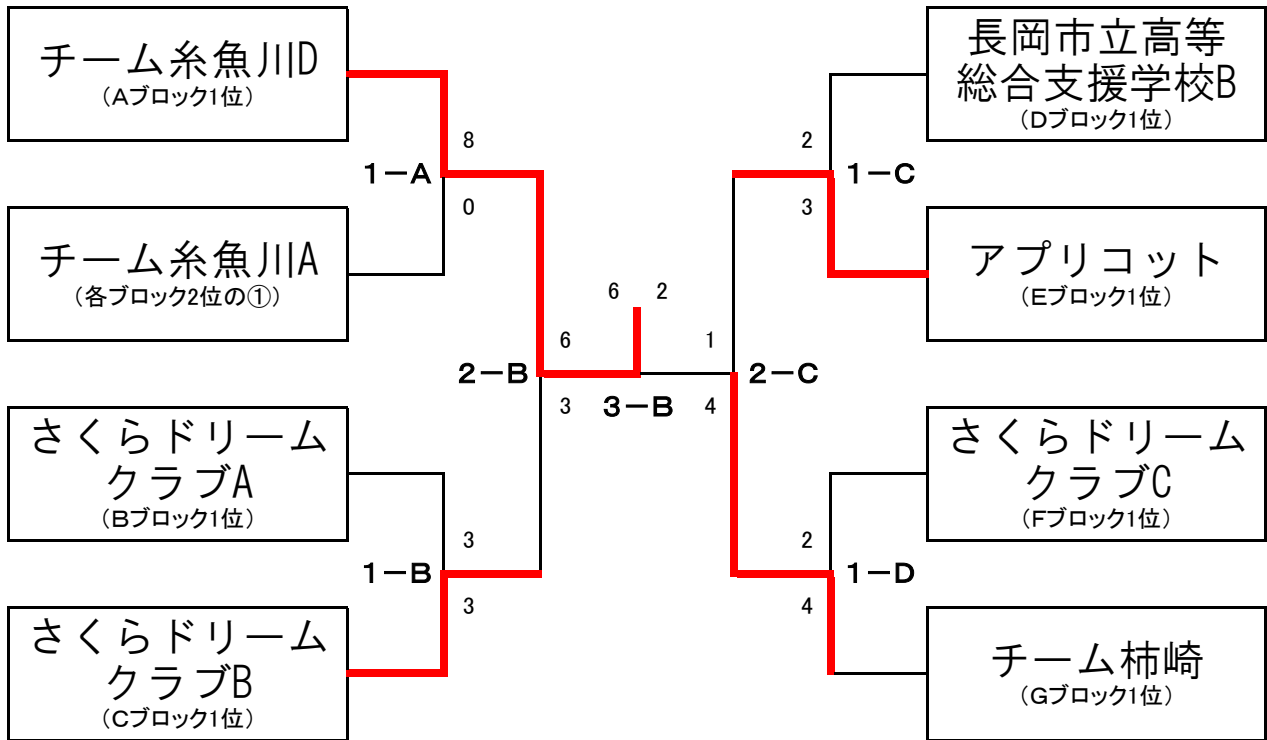 チーム糸魚川D
(Aブロック1位)
8
1-A
0
チーム糸魚川A
(各ブロック2位の①)
6
2-B
3
さくらドリーム
クラブA
(Bブロック1位)
3
1-B
3
さくらドリーム
クラブB
(Cブロック1位)
6 2
3-B
長岡市立高等
総合支援学校B
(Dブロック1位)
2
1-C
3
アプリコット
(Eブロック1位)
1
2-C
4
さくらドリーム
クラブC
(Fブロック1位)
2
1-D
4
チーム柿崎
(Gブロック1位)